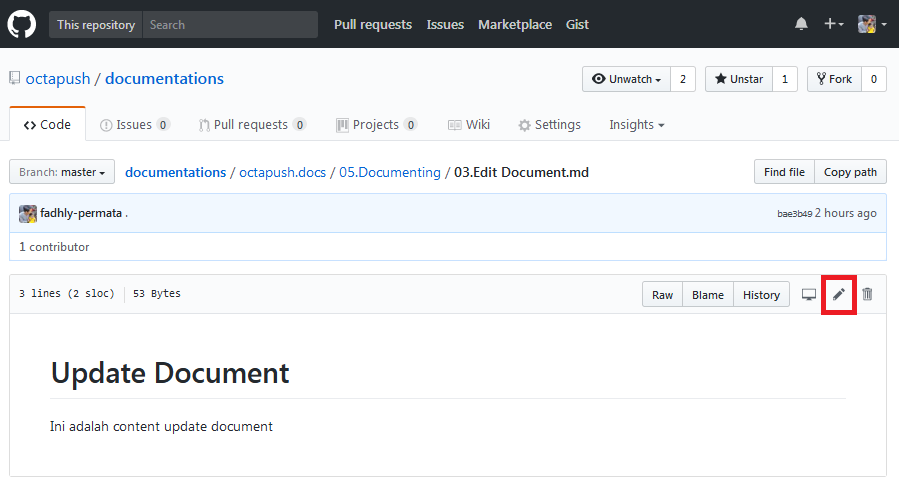 This repository Search Pull requests Issues Marketplace Gist
octapush / documentations Unwatch 2 Unstar 1 Fork 0
Code Issues 0 Pull requests 0 Projects 0 Wiki Settings Insights
Branch: master documentations / octapush.docs / 05.Documenting / 03.Edit Document.md Find file Copy path
fadhly-permata . bae3b49 2 hours ago
1 contributor
3 lines (2 sloc) 53 Bytes Raw Blame History
Update Document
Ini adalah content update document